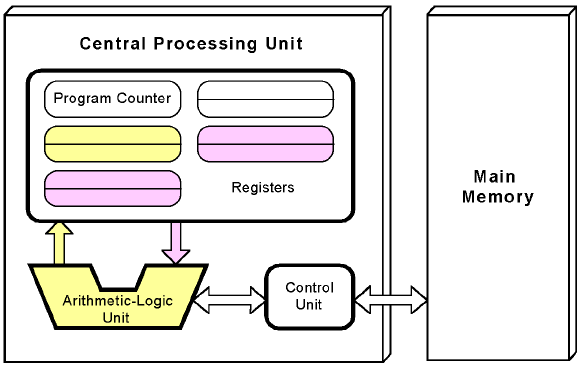 Central Processing Unit
Program Counter
Registers
Main
Memory
Arithmetic-Logic
Unit
Control
Unit